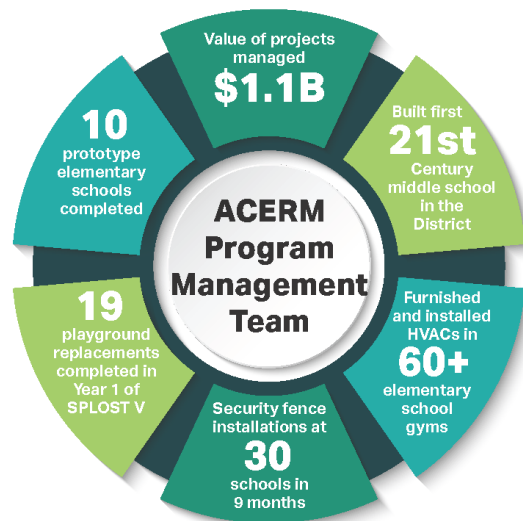 Value of projects
managed
$1.1B
Built first
21st
Century
middle school
in the
District
Furnished
and installed
HVACs in
60+
elementary
school
gyms
Security fence
installations at
30
schools in
9 months
19
playground
replacements
completed in
Year 1 of
SPLOST V
10
prototype
elementary
schools
completed
ACERM
Program
Management
Team